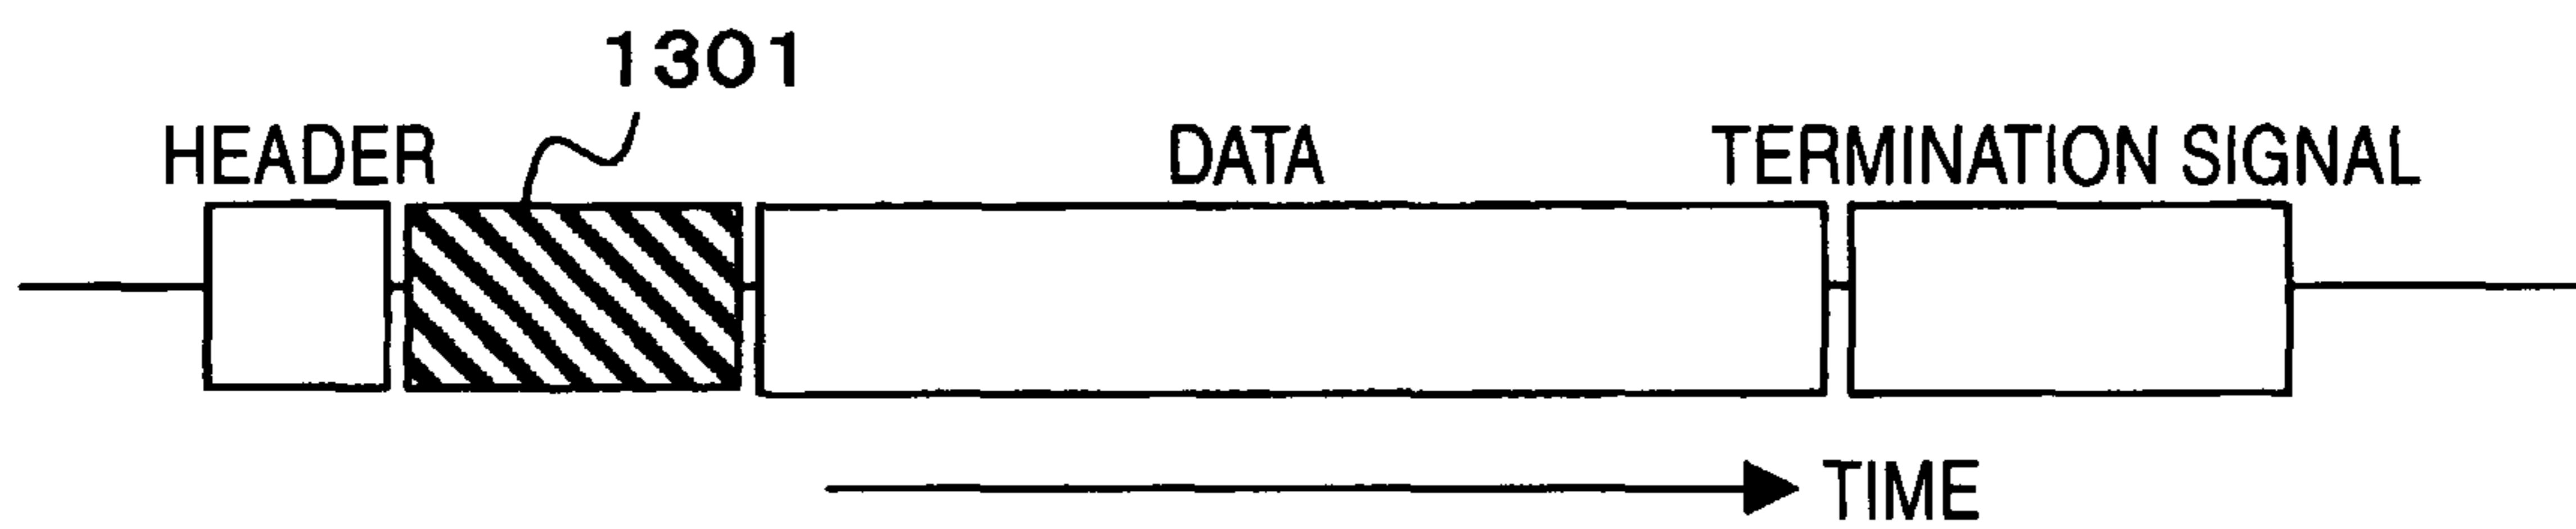 1301
HEADER
DATA
TERMINATION SIGNAL
TIME